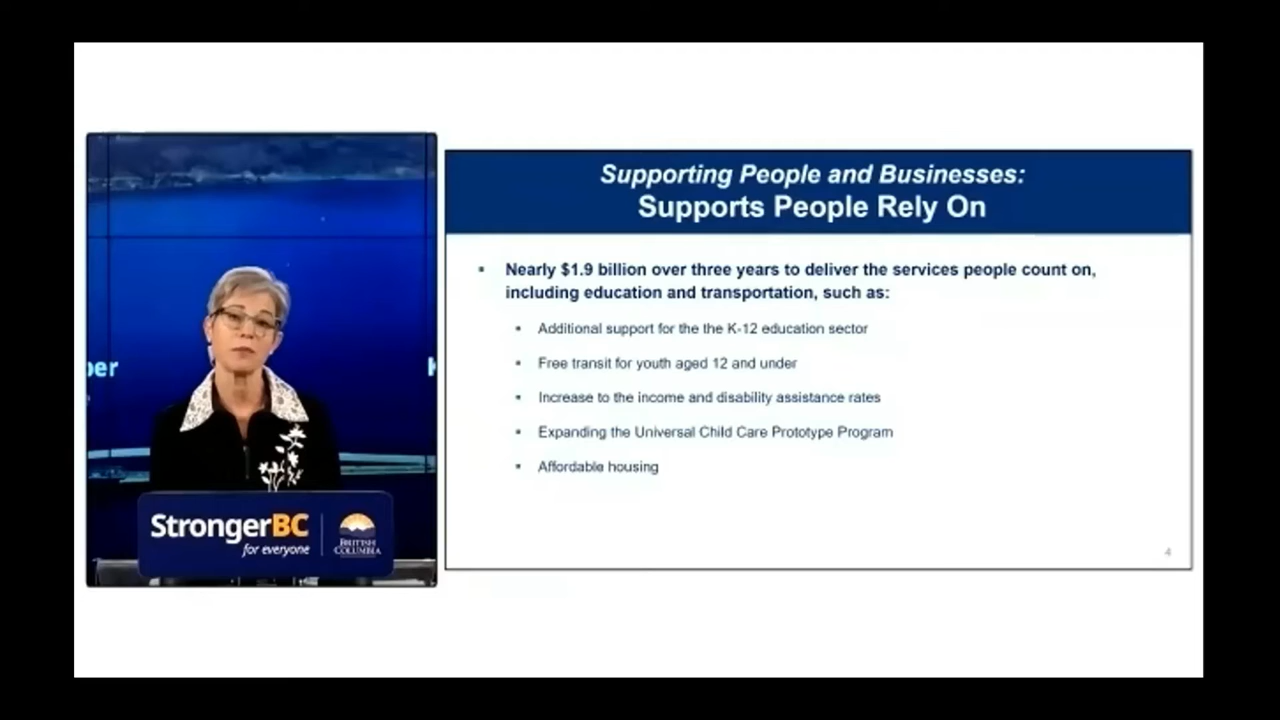 Supporting People and Businesses:
Supports People Rely On
▪ Nearly $1.9 billion over three years to deliver the services people count on,
including education and transportation, such as:
▪ Additional support for the the K-12 education sector
▪ Free transit for youth aged 12 and under
▪ Increase to the income and disability assistance rates
▪ Expanding the Universal Child Care Prototype Program
▪ Affordable housing
4
StrongerBC
for everyone
BRITISH
COLUMBIA